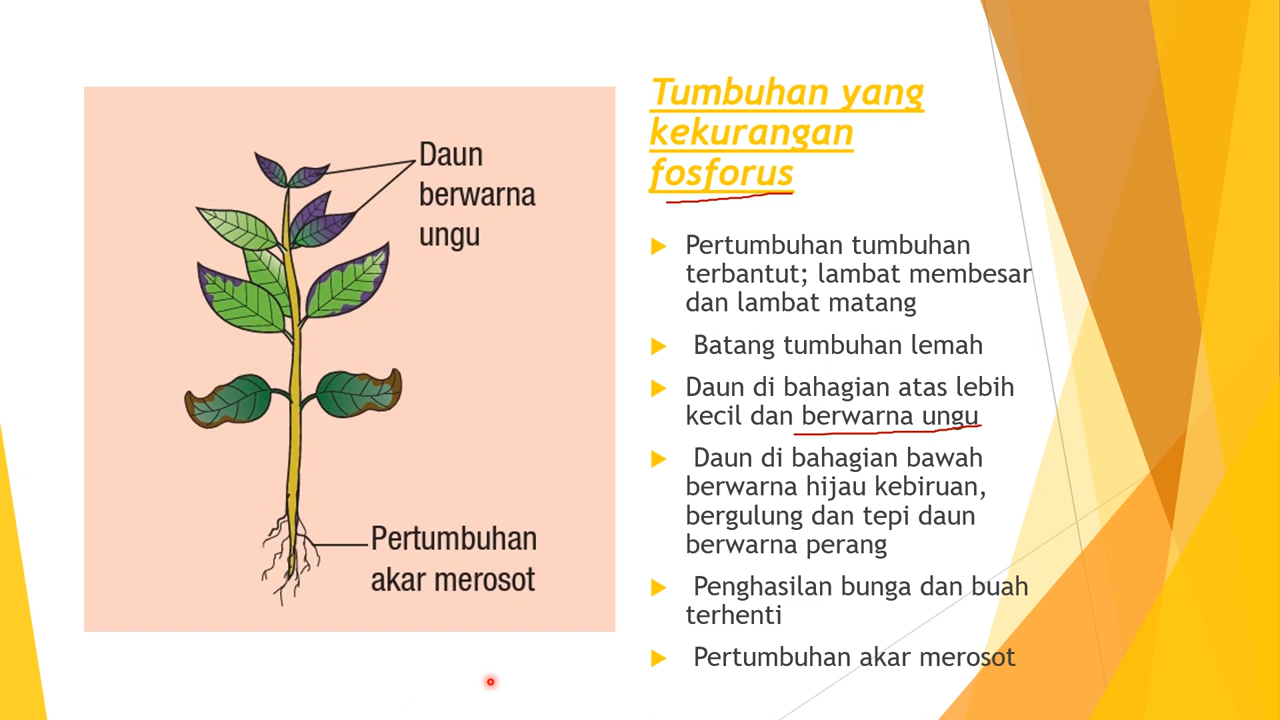 Daun
berwarna
ungu
Pertumbuhan
akar merosot
Tumbuhan yang
kekurangan
fosforus
Pertumbuhan tumbuhan
terbantut; lambat membesar
dan lambat matang
Batang tumbuhan lemah
Daun di bahagian atas lebih
kecil dan berwarna ungu
Daun di bahagian bawah
berwarna hijau kebiruan,
bergulung dan tepi daun
berwarna perang
Penghasilan bunga dan buah
terhenti
Pertumbuhan akar merosot